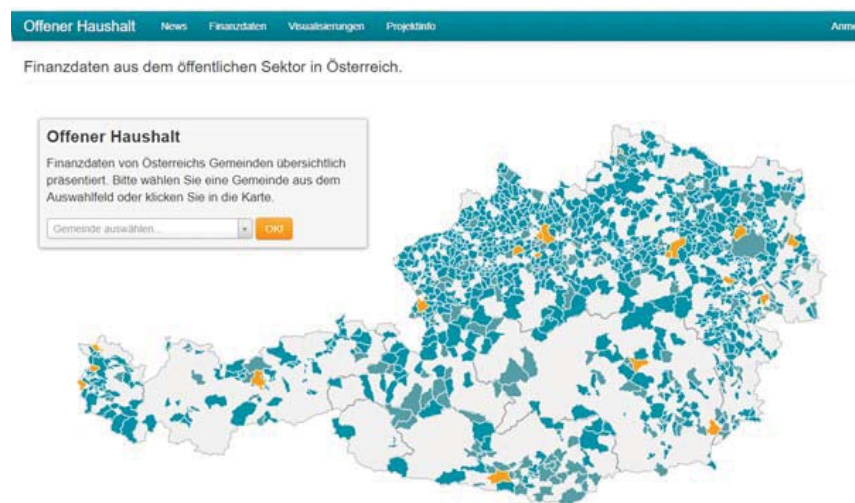 Offener Haushalt News Finanzdaten Visualisierungen Projektinfo
Finanzdaten aus dem öffentlichen Sektor in Österreich.
Offener Haushalt
Finanzdaten von Österreichs Gemeinden übersichtlich
präsentiert. Bitte wählen Sie eine Gemeinde aus dem
Auswahlfeld oder klicken Sie in die Karte.
Gemeinde auswählen... OK!